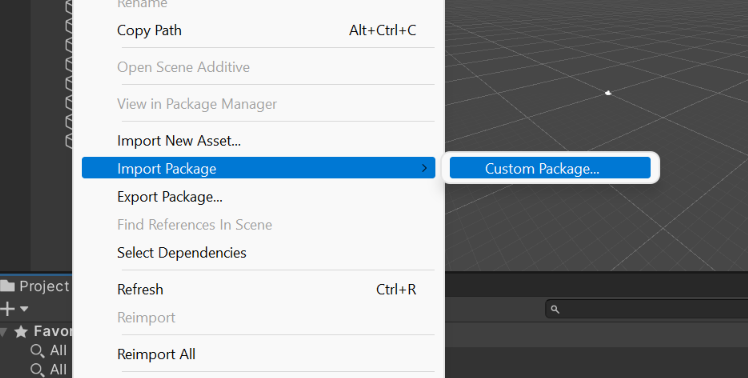 Rename
Copy Path Alt+Ctrl+C
Open Scene Additive
View in Package Manager
Import New Asset...
Import Package Custom Package...
Export Package...
Find References In Scene
Select Dependencies
Project
Refresh Ctrl+R
Reimport
Favor
All
Reimport All
All